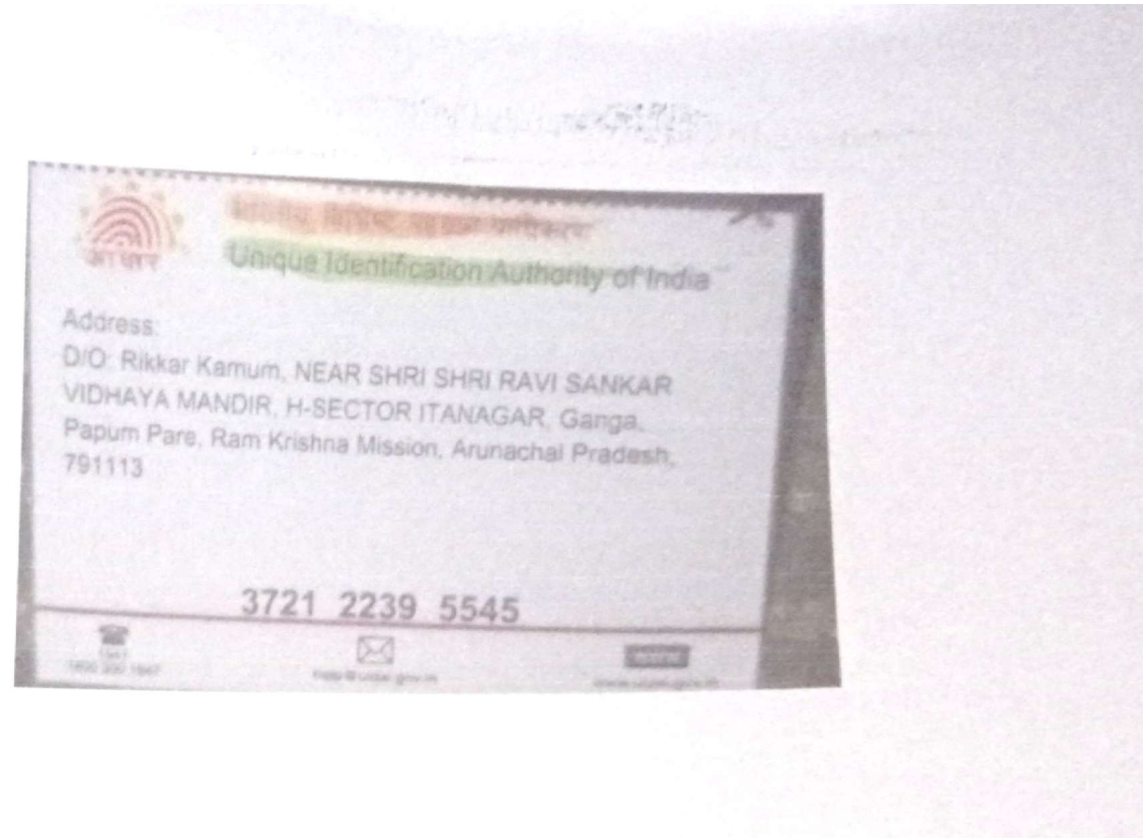 आधार
Unique Identification Authority of India
Address:
D/O: Rikkar Kamum, NEAR SHRI SHRI RAVI SANKAR
VIDHAYA MANDIR, H-SECTOR ITANAGAR, Ganga,
Papum Pare, Ram Krishna Mission, Arunachal Pradesh,
791113
3721 2239 5545